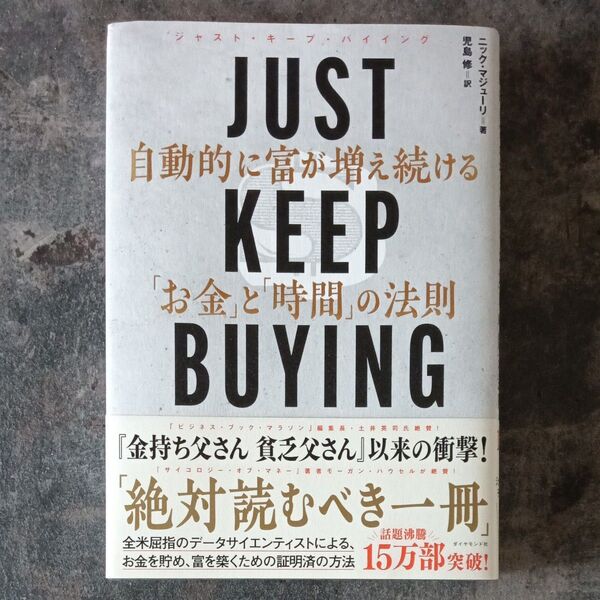 ジャスト・キープ・バイイング
ニック・マジューリ=著
児島 修=訳
JUST
自動的に富が増え続ける
KEEP
「お金」と「時間」の法則
BUYING
「ビジネス・ブック・マラソン」編集長・土井英司氏絶賛!
『金持ち父さん 貧乏父さん』以来の衝撃!
「サイコロジー・オブ・マネー」著者モーガン・ハウセルが絶賛!
「絶対読むべき一冊」
ダイヤモンド社
全米屈指のデータサイエンティストによる、
お金を貯め、富を築くための証明済の方法
話題沸騰
15万部突破!